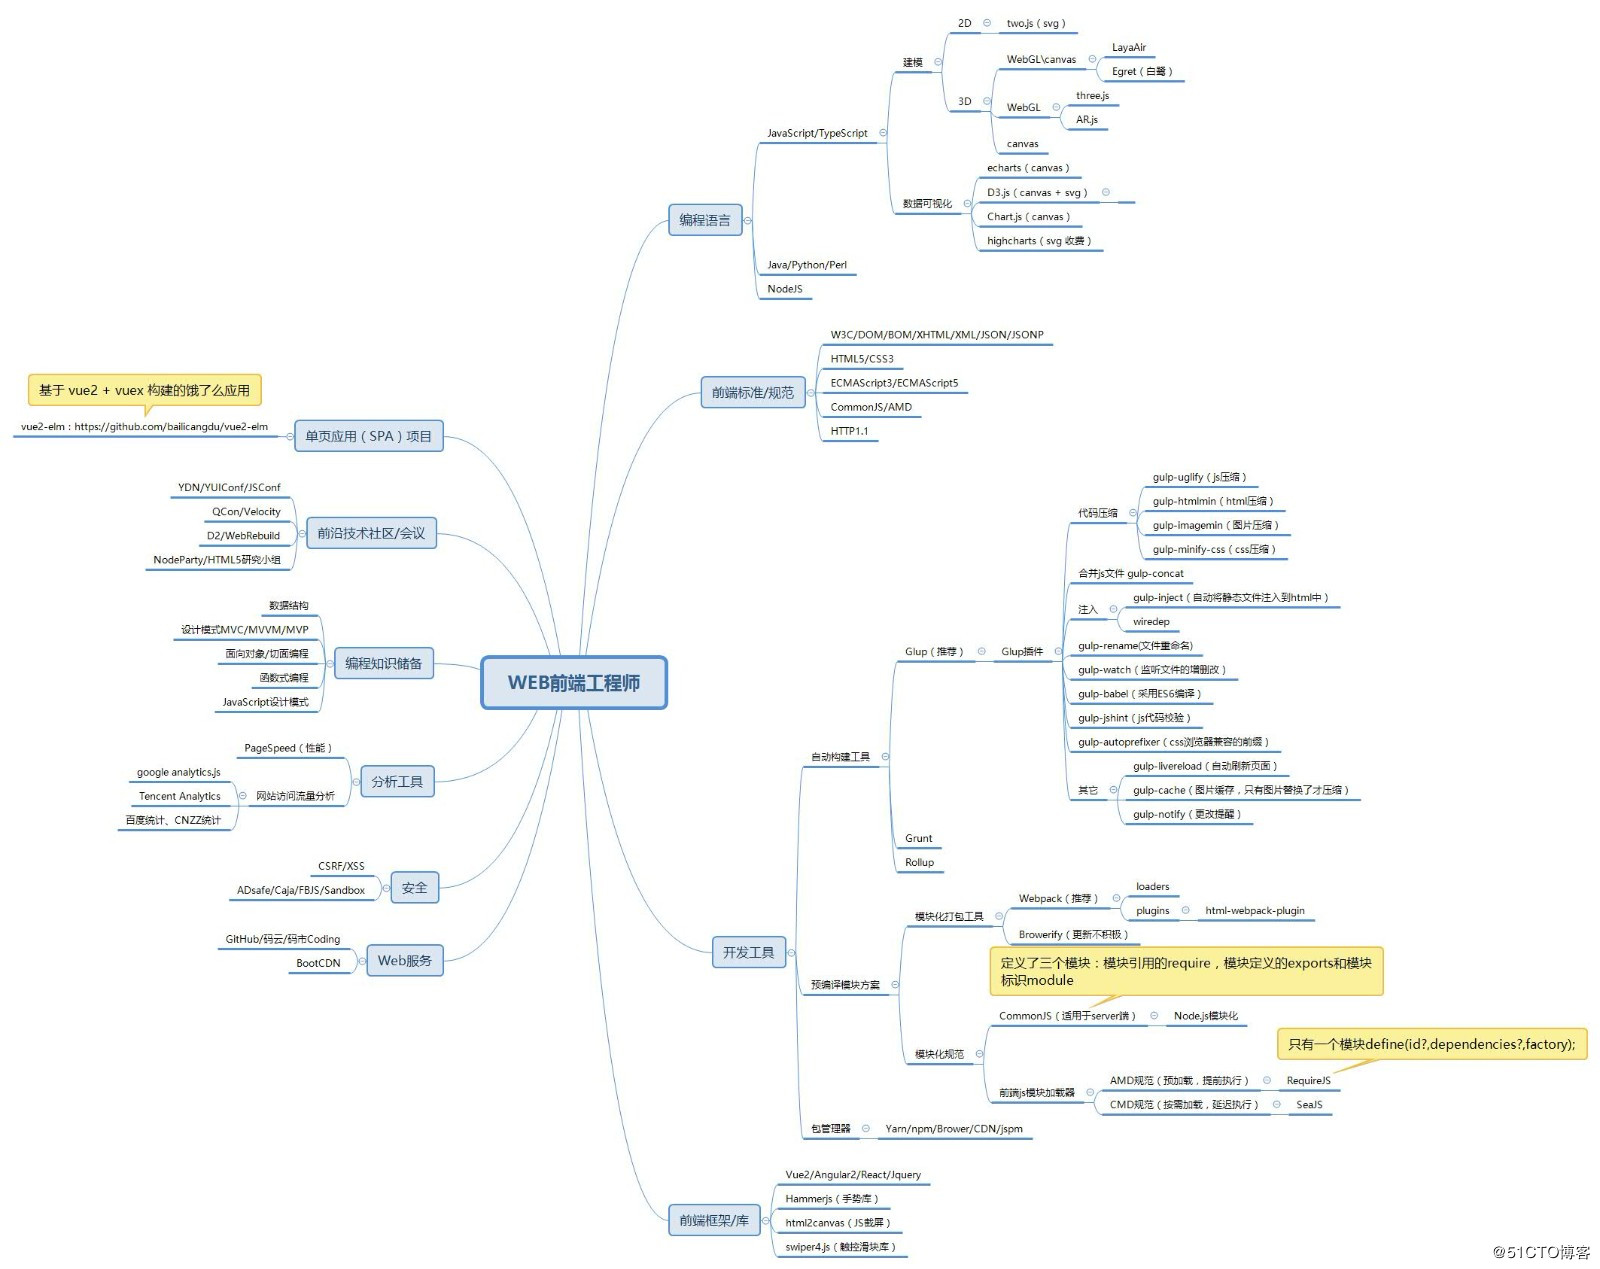 WEB前端工程师
编程语言
JavaScript/TypeScript
建模
2D
two.js（svg）
3D
WebGL\canvas
LayaAir
Egret（白鹭）
WebGL
three.js
AR.js
canvas
数据可视化
echarts（canvas）
D3.js（canvas + svg）
Chart.js（canvas）
highcharts（svg 收费）
Java/Python/Perl
NodeJS
前端标准/规范
W3C/DOM/BOM/XHTML/XML/JSON/JSONP
HTML5/CSS3
ECMAScript3/ECMAScript5
CommonJS/AMD
HTTP1.1
开发工具
自动构建工具
Glup（推荐）
Glup插件
代码压缩
gulp-uglify（js压缩）
gulp-htmlmin（html压缩）
gulp-imagemin（图片压缩）
gulp-minify-css（css压缩）
合并js文件 gulp-concat
注入
gulp-inject（自动将静态文件注入到html中）
wiredep
gulp-rename(文件重命名)
gulp-watch（监听文件的增删改）
gulp-babel（采用ES6编译）
gulp-jshint（js代码校验）
gulp-autoprefixer（css浏览器兼容的前缀）
其它
gulp-livereload（自动刷新页面）
gulp-cache（图片缓存，只有图片替换了才压缩）
gulp-notify（更改提醒）
Grunt
Rollup
预编译模块方案
模块化打包工具
Webpack（推荐）
loaders
plugins
html-webpack-plugin
Browerify（更新不积极）
模块化规范
定义了三个模块：模块引用的require，模块定义的exports和模块
标识module
CommonJS（适用于server端）
Node.js模块化
前端js模块加载器
AMD规范（预加载，提前执行）
RequireJS
只有一个模块define(id?,dependencies?,factory);
CMD规范（按需加载，延迟执行）
SeaJS
包管理器
Yarn/npm/Brower/CDN/jspm
前端框架/库
Vue2/Angular2/React/Jquery
Hammerjs（手势库）
html2canvas（JS截屏）
swiper4.js（触控滑块库）
单页应用（SPA）项目
基于 vue2 + vuex 构建的饿了么应用
vue2-elm：https://github.com/bailicangdu/vue2-elm
前沿技术社区/会议
YDN/YUIConf/JSConf
QCon/Velocity
D2/WebRebuild
NodeParty/HTML5研究小组
编程知识储备
数据结构
设计模式MVC/MVVM/MVP
面向对象/切面编程
函数式编程
JavaScript设计模式
分析工具
PageSpeed（性能）
网站访问流量分析
google analytics.js
Tencent Analytics
百度统计、CNZZ统计
安全
CSRF/XSS
ADsafe/Caja/FBJS/Sandbox
Web服务
GitHub/码云/码市Coding
BootCDN
@51CTO博客